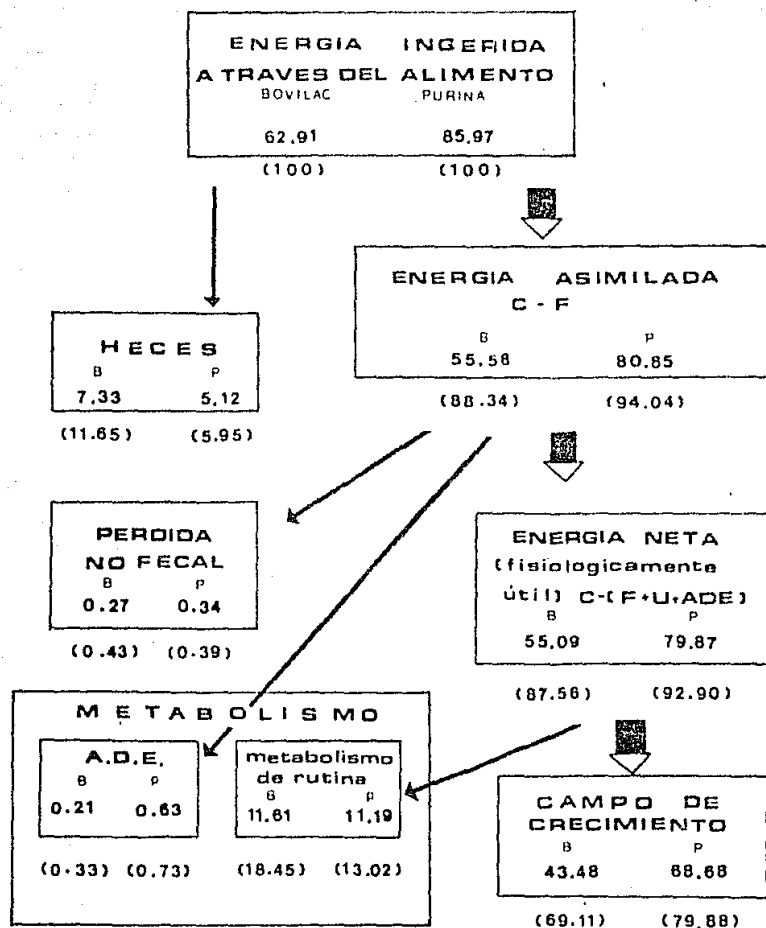 ENERGIA INGERIDA
A TRAVES DEL ALIMENTO
BOVILAC PURINA
62.91 85.97
(100) (100)
ENERGIA ASIMILADA
C - F
B P
55.58 80.85
(88.34) (94.04)
HECES
B P
7.33 5.12
(11.65) (5.95)
PERDIDA
NO FECAL
B P
0.27 0.34
(0.43) (0.39)
ENERGIA NETA
(fisiologicamente
útil) C-(F+U+ADE)
B P
55.09 79.87
(87.56) (92.90)
METABOLISMO
A.D.E.
B P
0.21 0.63
(0.33) (0.73)
metabolismo
de rutina
B P
11.61 11.19
(18.45) (13.02)
CAMPO DE
CRECIMIENTO
B P
43.48 68.68
(69.11) (79.88)